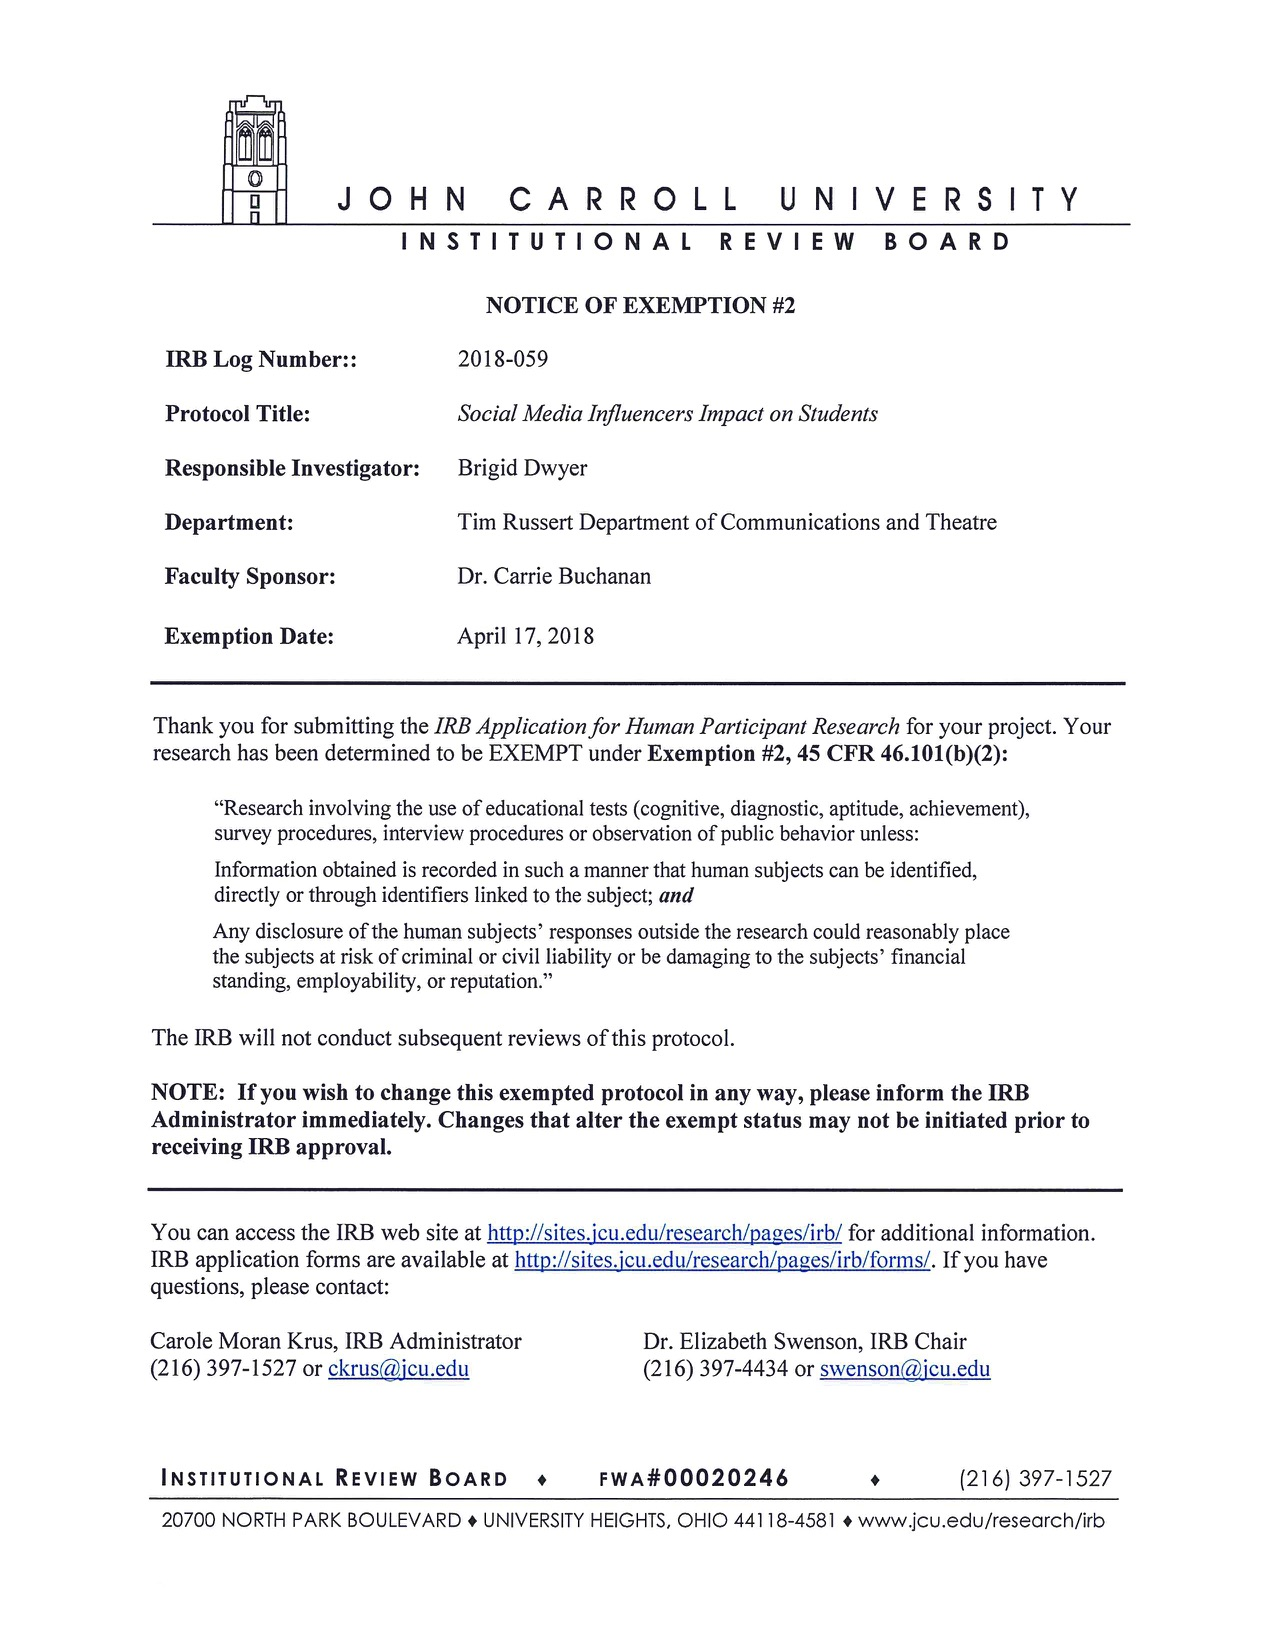 JOHN CARROLL UNIVERSITY
INSTITUTIONAL REVIEW BOARD
NOTICE OF EXEMPTION #2
IRB Log Number:: 2018-059
Protocol Title: Social Media Influencers Impact on Students
Responsible Investigator: Brigid Dwyer
Department: Tim Russert Department of Communications and Theatre
Faculty Sponsor: Dr. Carrie Buchanan
Exemption Date: April 17, 2018
Thank you for submitting the IRB Application for Human Participant Research for your project. Your
research has been determined to be EXEMPT under Exemption #2, 45 CFR 46.101(b)(2):
“Research involving the use of educational tests (cognitive, diagnostic, aptitude, achievement),
survey procedures, interview procedures or observation of public behavior unless:
Information obtained is recorded in such a manner that human subjects can be identified,
directly or through identifiers linked to the subject; and
Any disclosure of the human subjects’ responses outside the research could reasonably place
the subjects at risk of criminal or civil liability or be damaging to the subjects’ financial
standing, employability, or reputation.”
The IRB will not conduct subsequent reviews of this protocol.
NOTE: If you wish to change this exempted protocol in any way, please inform the IRB
Administrator immediately. Changes that alter the exempt status may not be initiated prior to
receiving IRB approval.
You can access the IRB web site at http://sites.jcu.edu/research/pages/irb/ for additional information.
IRB application forms are available at http://sites.jcu.edu/research/pages/irb/forms/. If you have
questions, please contact:
Carole Moran Krus, IRB Administrator Dr. Elizabeth Swenson, IRB Chair
(216) 397-1527 or ckrus@jcu.edu (216) 397-4434 or swenson@jcu.edu
INSTITUTIONAL REVIEW BOARD ♦ FWA#00020246 ♦ (216) 397-1527
20700 NORTH PARK BOULEVARD ♦ UNIVERSITY HEIGHTS, OHIO 44118-4581 ♦ www.jcu.edu/research/irb